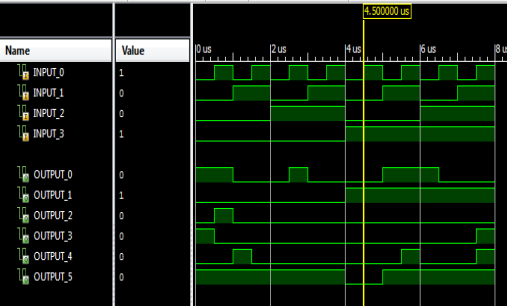 4.500000 us
Name Value
0 us 2 us 4 us 6 us 8 us
INPUT_0 1
INPUT_1 0
INPUT_2 0
INPUT_3 1
OUTPUT_0 0
OUTPUT_1 1
OUTPUT_2 0
OUTPUT_3 0
OUTPUT_4 0
OUTPUT_5 0